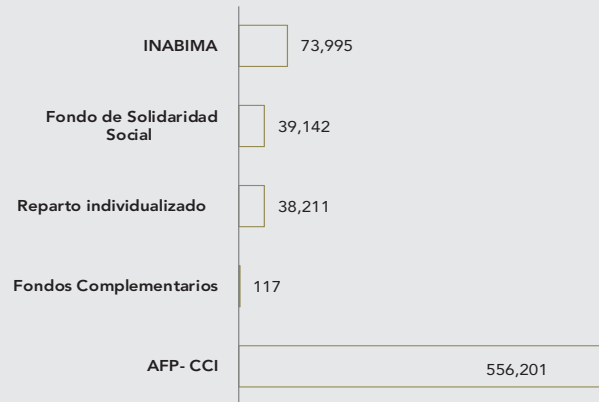 INABIMA 73,995
Fondo de Solidaridad
Social 39,142
Reparto individualizado 38,211
Fondos Complementarios 117
AFP- CCI 556,201